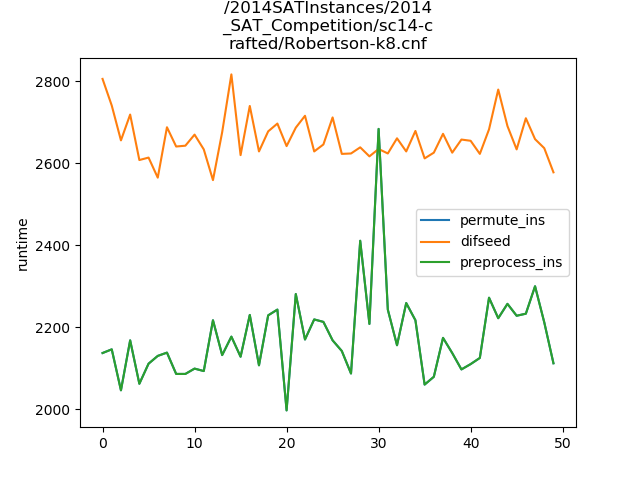 /2014SATInstances/2014
_SAT_Competition/sc14-c
rafted/Robertson-k8.cnf
2800
2600
2400
2200
2000
runtime
permute_ins
difseed
preprocess_ins
0
10
20
30
40
50